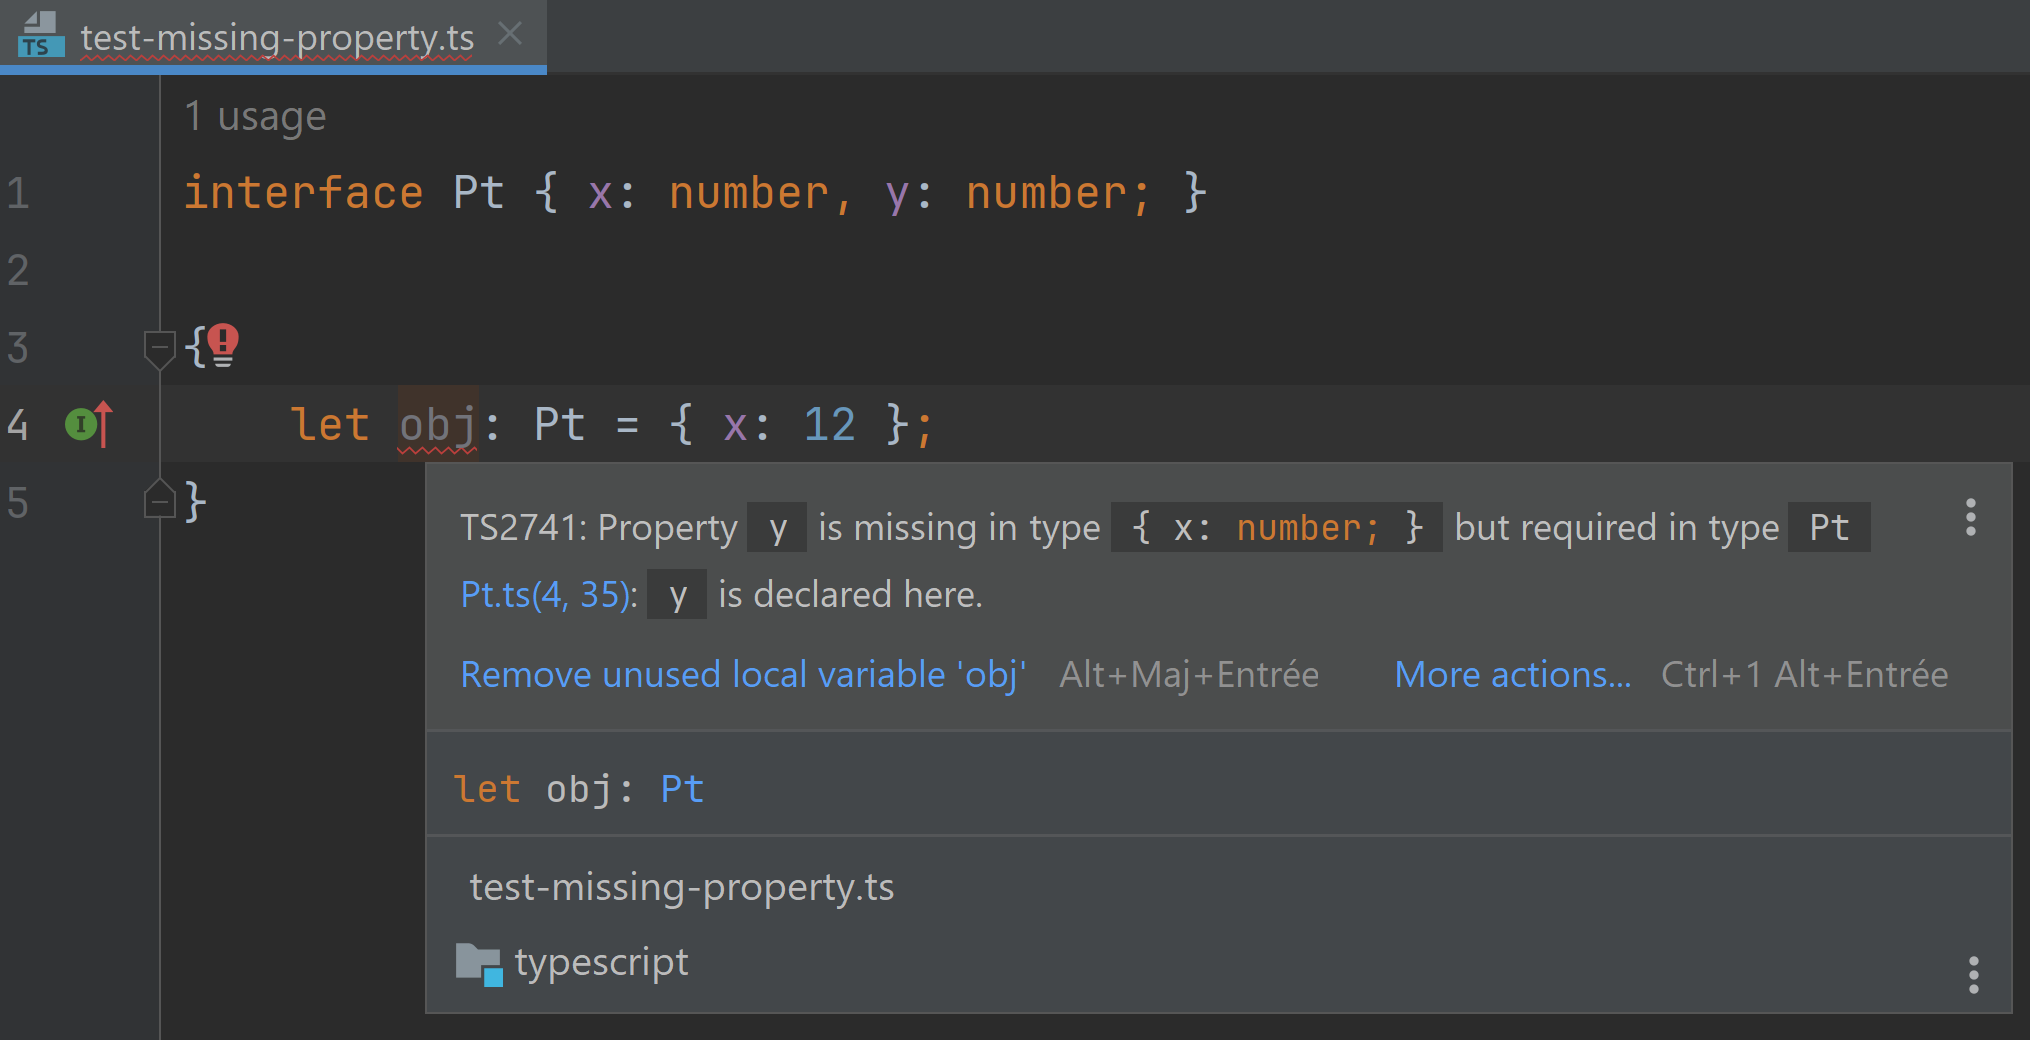 TS test-missing-property.ts
1 usage
1 interface Pt { x: number, y: number; }
2
3 {
4 I let obj: Pt = { x: 12 };
5 }
TS2741: Property y is missing in type { x: number; } but required in type Pt
Pt.ts(4, 35): y is declared here.
Remove unused local variable 'obj' Alt+Maj+Entrée More actions... Ctrl+1 Alt+Entrée
let obj: Pt
test-missing-property.ts
typescript